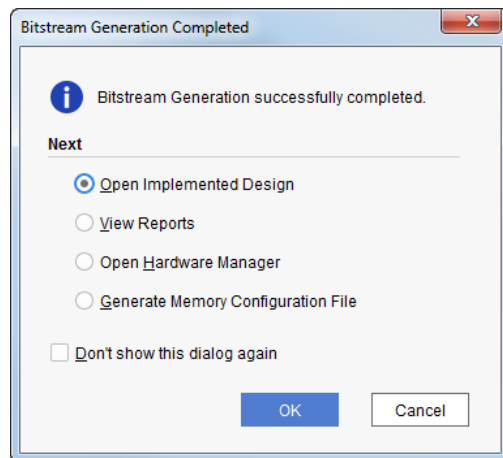 Bitstream Generation Completed
Bitstream Generation successfully completed.
Next
Open Implemented Design
View Reports
Open Hardware Manager
Generate Memory Configuration File
Don't show this dialog again
OK
Cancel